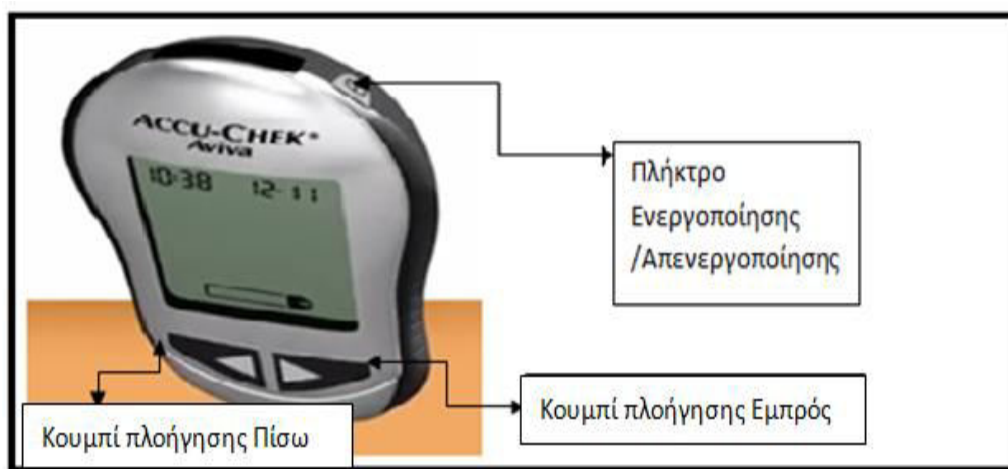 ACCU-CHEK®
Aviva
10:38 12-11
Πλήκτρο
Ενεργοποίησης
/Απενεργοποίησης
Κουμπί πλοήγησης Εμπρός
Κουμπί πλοήγησης Πίσω